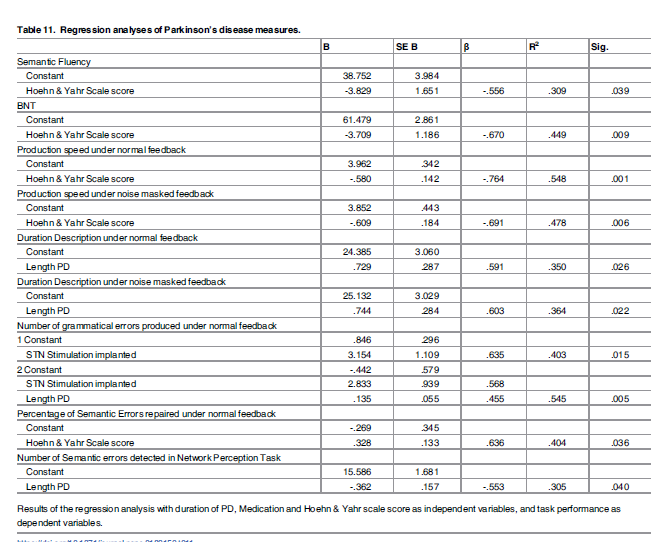 Table 11. Regression analyses of Parkinson's disease measures.
B SE B β R² Sig.
Semantic Fluency
Constant 38.752 3.984
Hoehn & Yahr Scale score -3.829 1.651 -.556 .309 .039
BNT
Constant 61.479 2.861
Hoehn & Yahr Scale score -3.709 1.186 -.670 .449 .009
Production speed under normal feedback
Constant 3.962 .342
Hoehn & Yahr Scale score -.580 .142 -.764 .548 .001
Production speed under noise masked feedback
Constant 3.852 .443
Hoehn & Yahr Scale score -.609 .184 -.691 .478 .006
Duration Description under normal feedback
Constant 24.385 3.060
Length PD .729 .287 .591 .350 .026
Duration Description under noise masked feedback
Constant 25.132 3.029
Length PD .744 .284 .603 .364 .022
Number of grammatical errors produced under normal feedback
1 Constant .846 .296
STN Stimulation implanted 3.154 1.109 .635 .403 .015
2 Constant -.442 .579
STN Stimulation implanted 2.833 .939 .568
Length PD .135 .055 .455 .545 .005
Percentage of Semantic Errors repaired under normal feedback
Constant -.269 .345
Hoehn & Yahr Scale score .328 .133 .636 .404 .036
Number of Semantic errors detected in Network Perception Task
Constant 15.586 1.681
Length PD -.362 .157 -.553 .305 .040
Results of the regression analysis with duration of PD, Medication and Hoehn & Yahr scale score as independent variables, and task performance as
dependent variables.